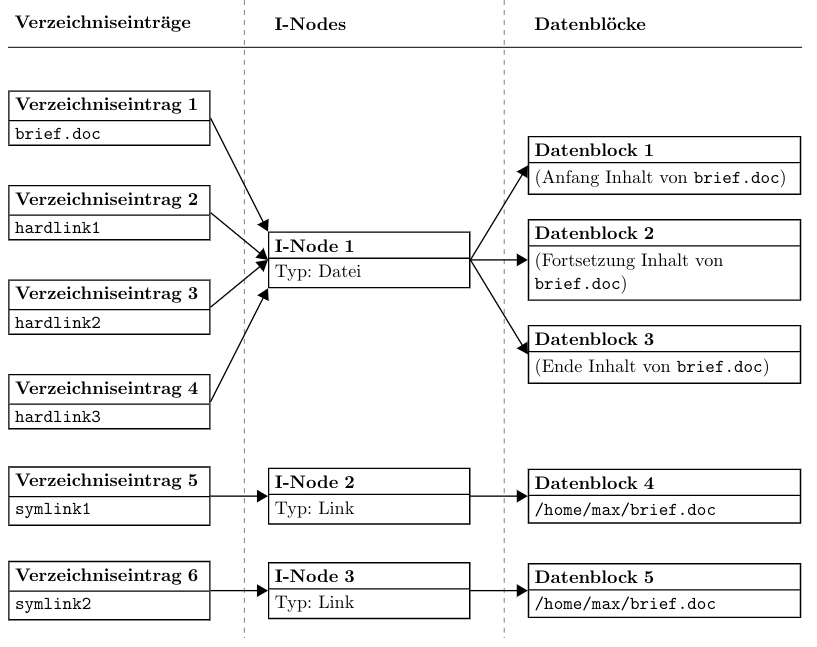 Verzeichniseinträge
I-Nodes
Datenblöcke
Verzeichniseintrag 1
brief.doc
Verzeichniseintrag 2
hardlink1
Verzeichniseintrag 3
hardlink2
Verzeichniseintrag 4
hardlink3
Verzeichniseintrag 5
symlink1
Verzeichniseintrag 6
symlink2
I-Node 1
Typ: Datei
I-Node 2
Typ: Link
I-Node 3
Typ: Link
Datenblock 1
(Anfang Inhalt von brief.doc)
Datenblock 2
(Fortsetzung Inhalt von
brief.doc)
Datenblock 3
(Ende Inhalt von brief.doc)
Datenblock 4
/home/max/brief.doc
Datenblock 5
/home/max/brief.doc